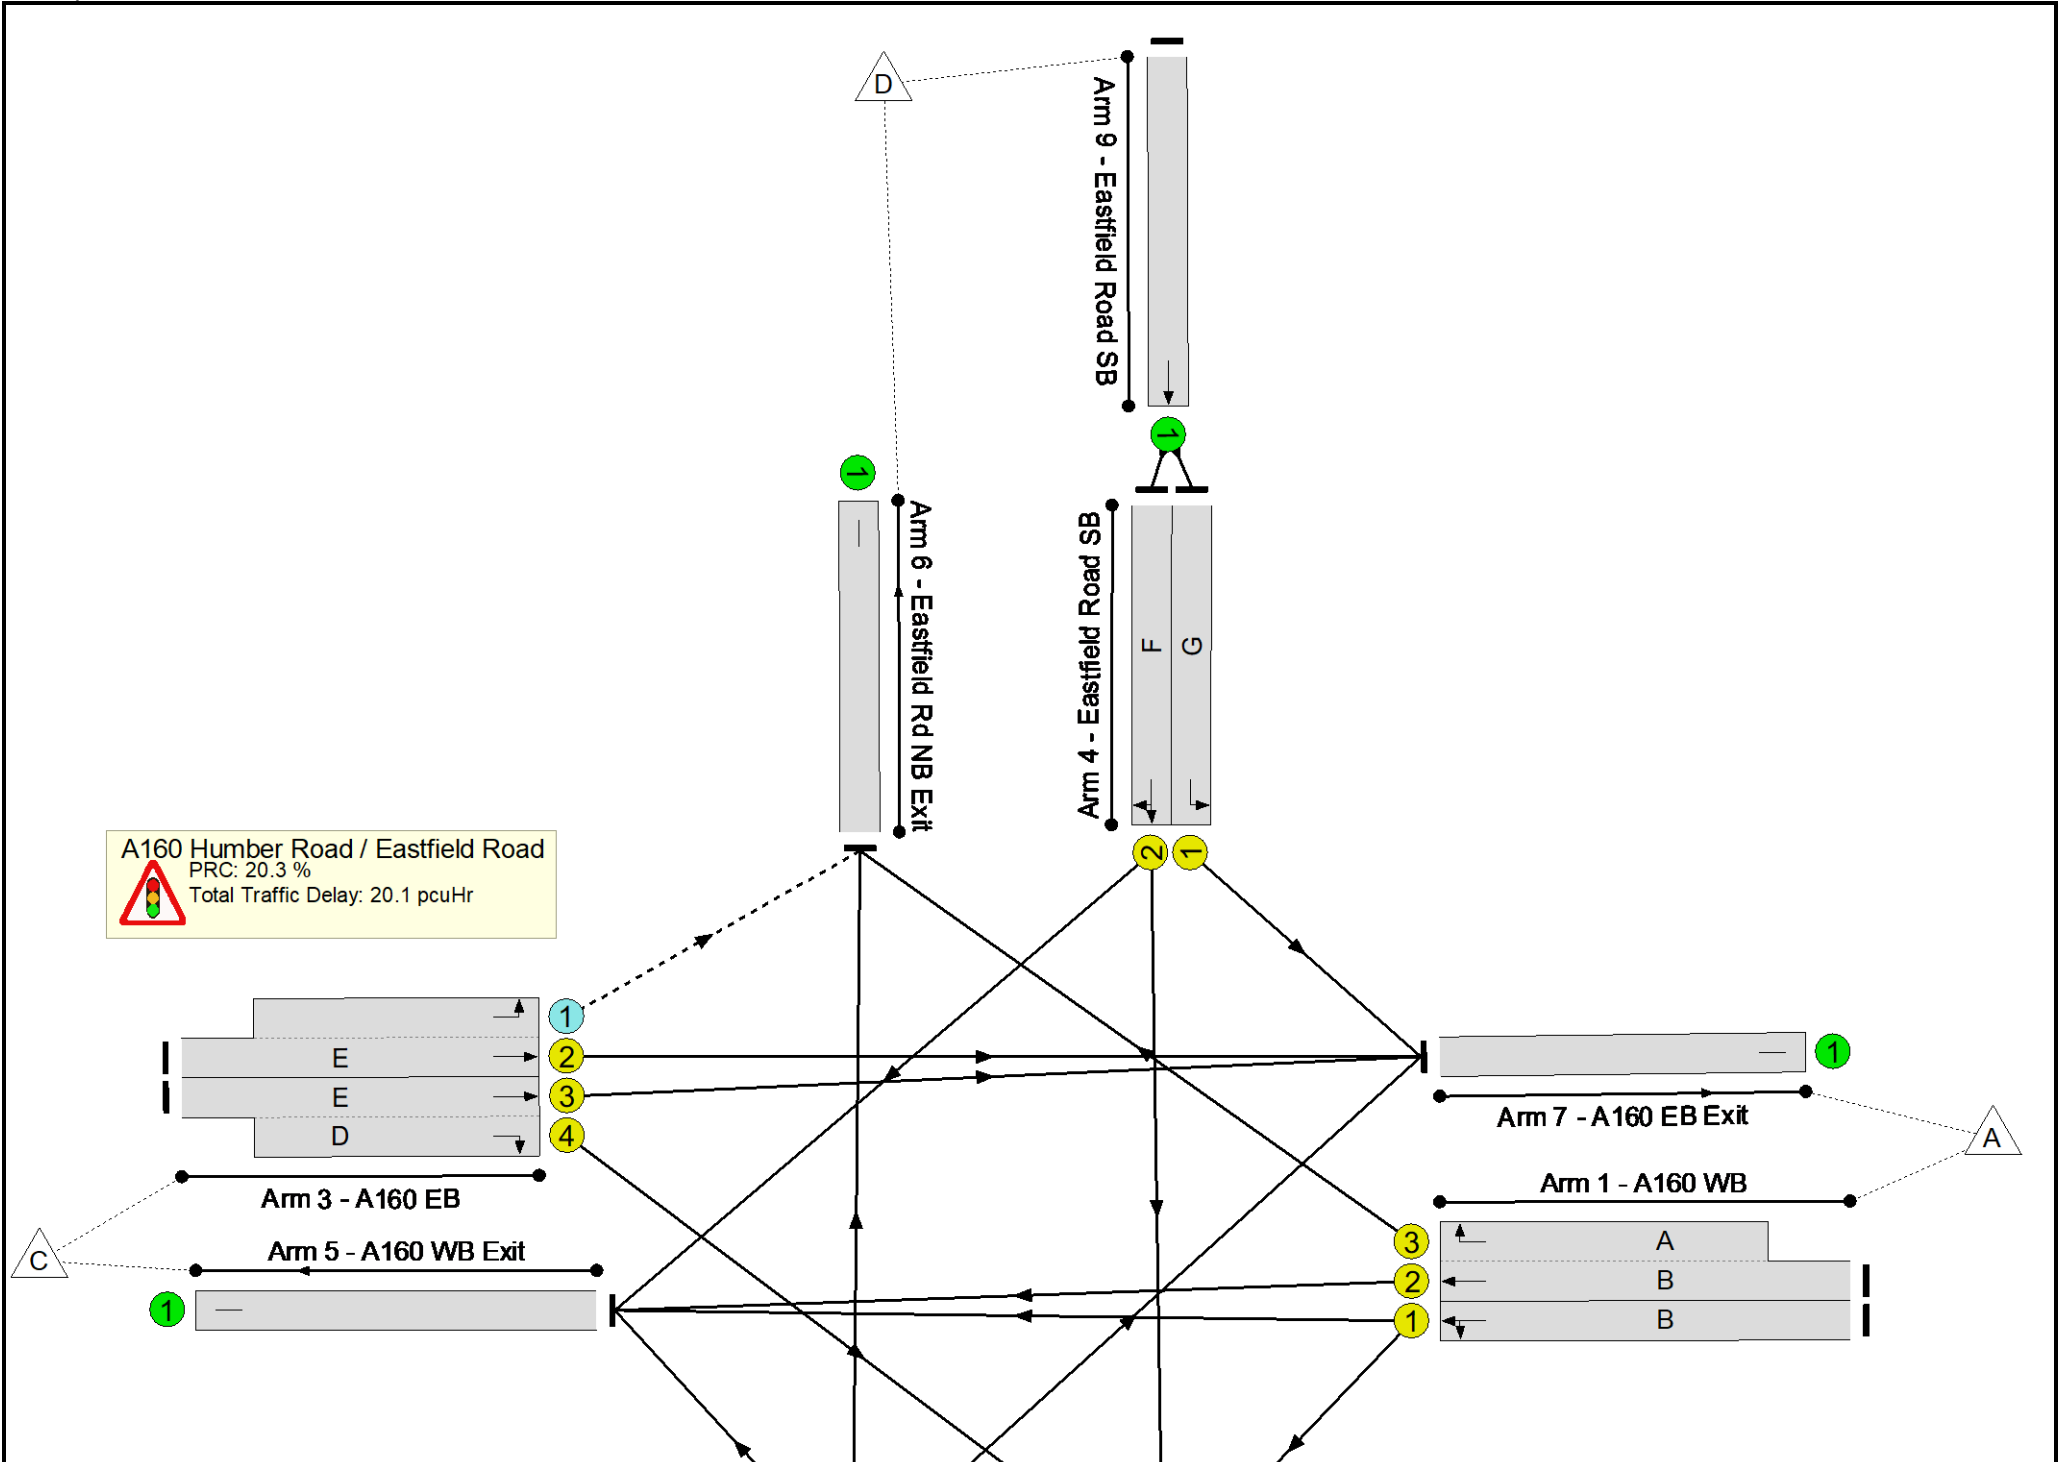 D
Arm 9 - Eastfield Road SB
1
1
Arm 6 - Eastfield Rd NB Exit
Arm 4 - Eastfield Road SB
F
G
2
1
A160 Humber Road / Eastfield Road
PRC: 20.3 %
Total Traffic Delay: 20.1 pcuHr
1
E
2
E
3
D
4
Arm 3 - A160 EB
1
Arm 7 - A160 EB Exit
A
Arm 1 - A160 WB
C
Arm 5 - A160 WB Exit
1
3
A
2
B
1
B